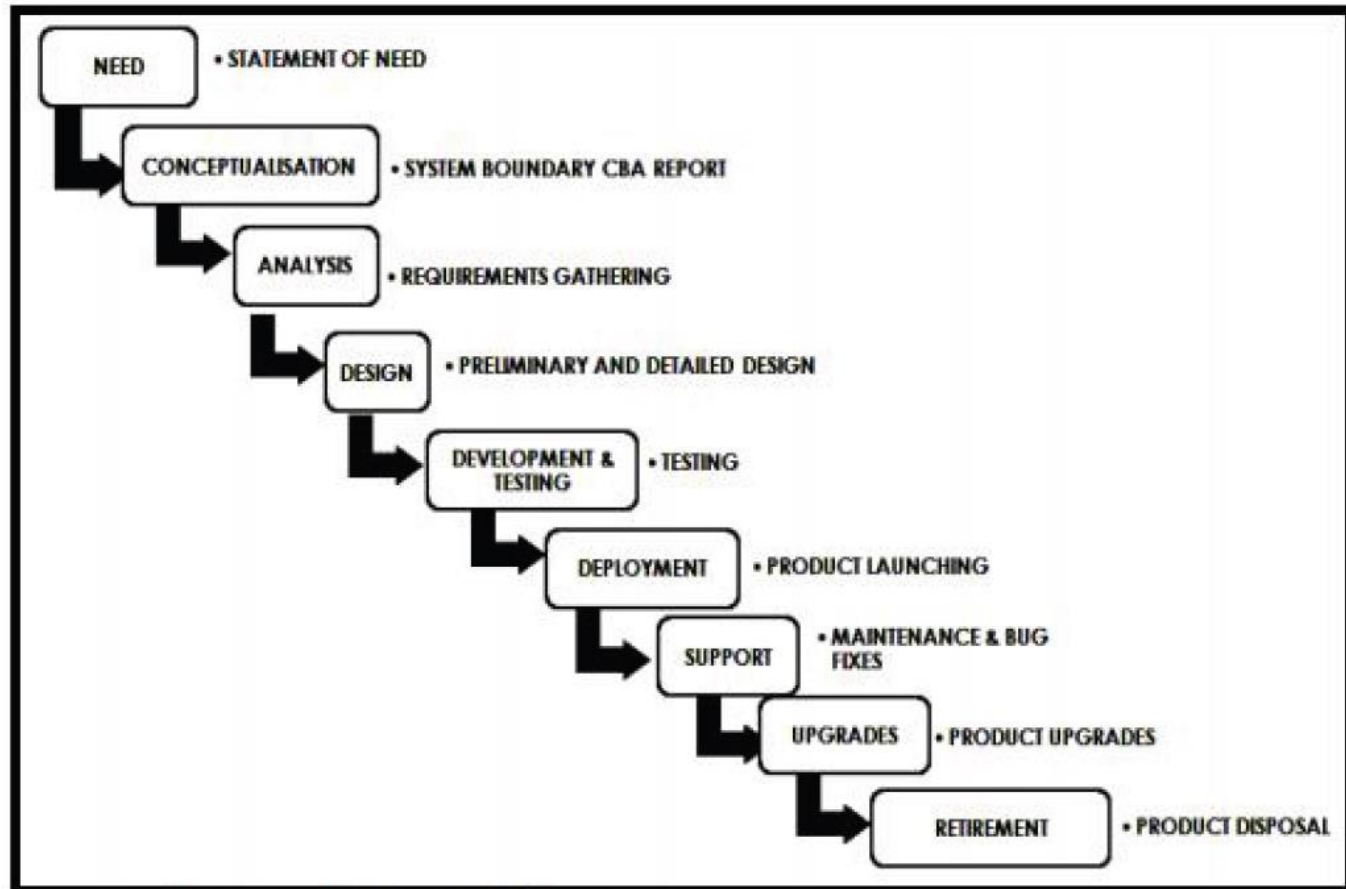 NEED
• STATEMENT OF NEED
CONCEPTUALISATION
• SYSTEM BOUNDARY CBA REPORT
ANALYSIS
• REQUIREMENTS GATHERING
DESIGN
• PRELIMINARY AND DETAILED DESIGN
DEVELOPMENT &
TESTING
• TESTING
DEPLOYMENT
• PRODUCT LAUNCHING
SUPPORT
• MAINTENANCE & BUG
FIXES
UPGRADES
• PRODUCT UPGRADES
RETIREMENT
• PRODUCT DISPOSAL